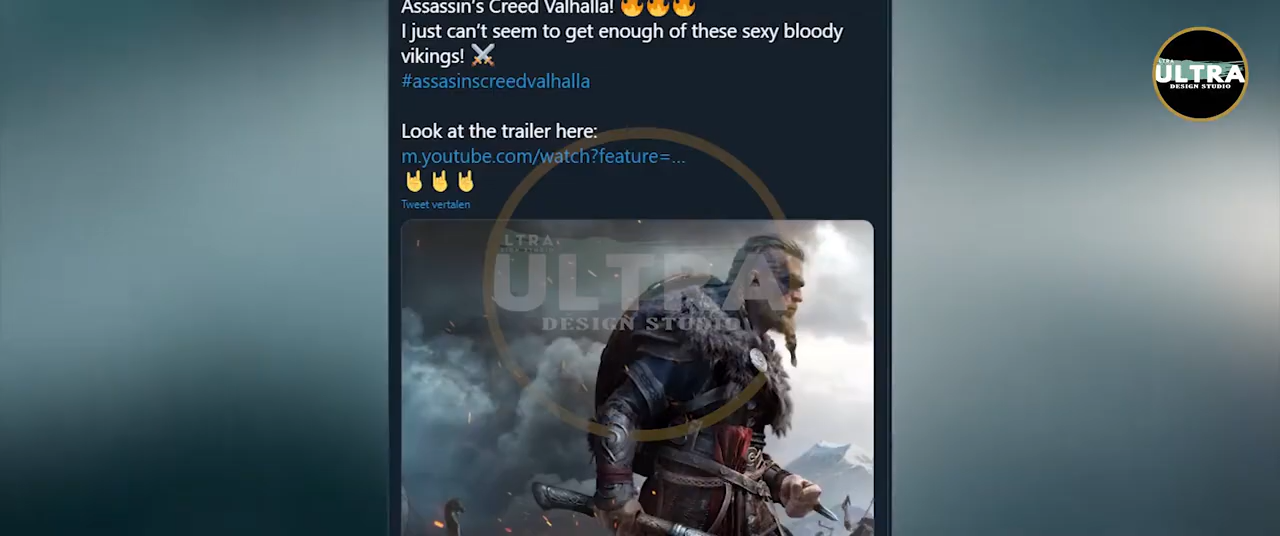 Assassin's Creed Valhalla! 🔥🔥🔥
I just can't seem to get enough of these sexy bloody
vikings! ⚔️
#assasinscreedvalhalla
Look at the trailer here:
m.youtube.com/watch?feature=...
🤘🤘🤘
Tweet vertalen
LTRA
ULTRA
DESIGN STUDIO
ULTRA
DESIGN STUDIO